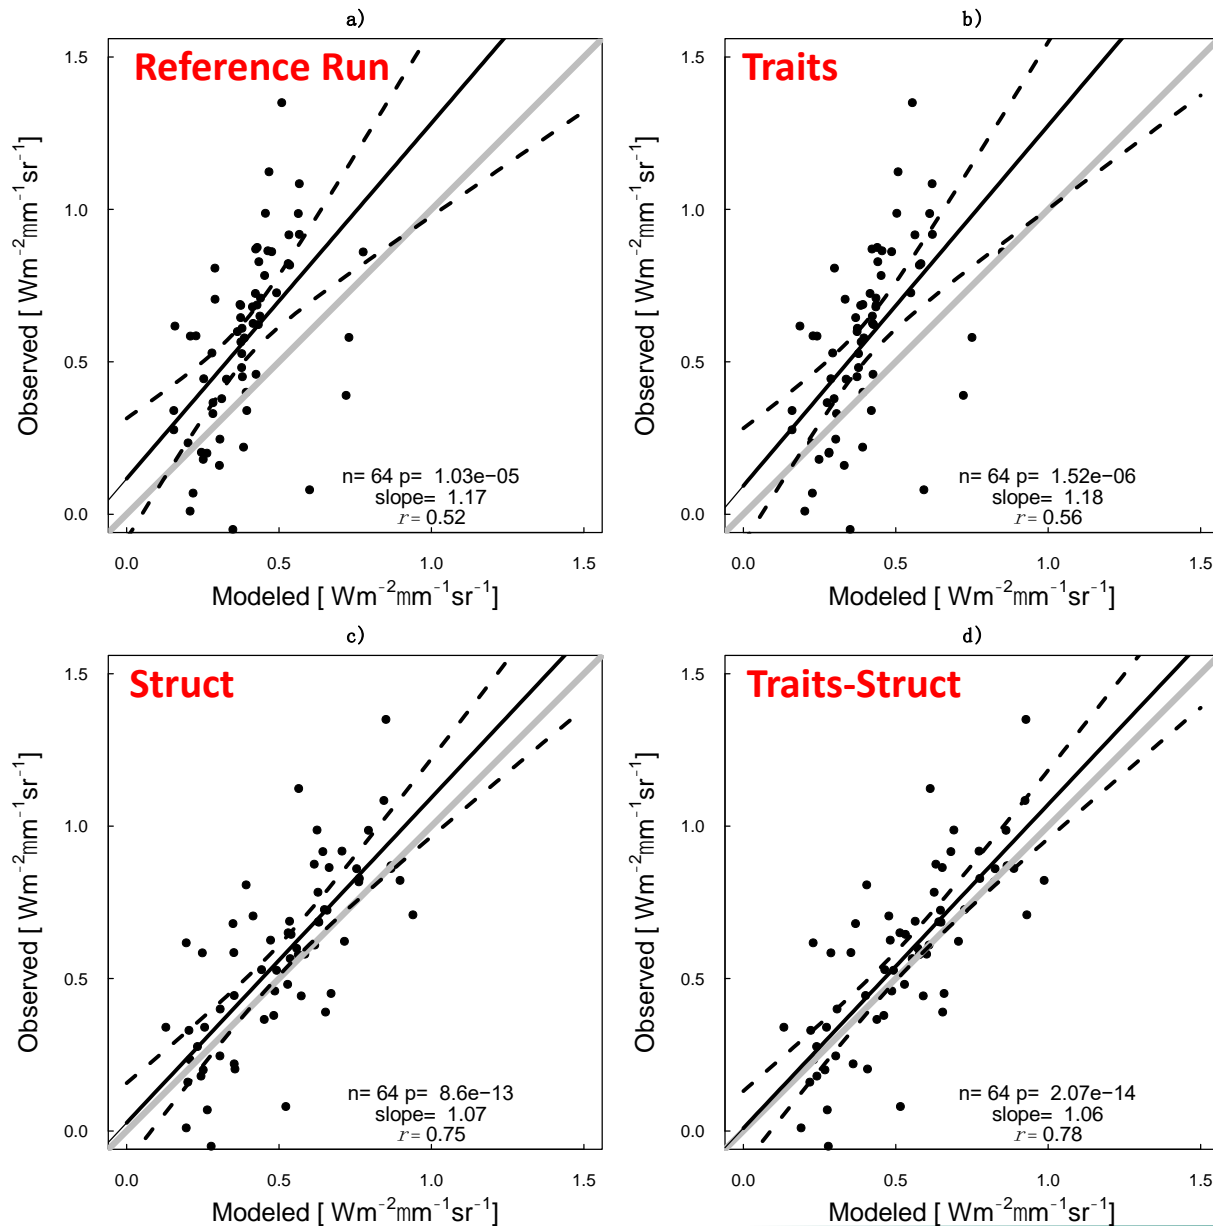 a)
Reference Run
1.5
1.0
0.5
0.0
Observed [ Wm⁻²mm⁻¹sr⁻¹]
n= 64 p= 1.03e−05
slope= 1.17
r = 0.52
0.0 0.5 1.0 1.5
Modeled [ Wm⁻²mm⁻¹sr⁻¹]
b)
Traits
1.5
1.0
0.5
0.0
Observed [ Wm⁻²mm⁻¹sr⁻¹]
n= 64 p= 1.52e−06
slope= 1.18
r = 0.56
0.0 0.5 1.0 1.5
Modeled [ Wm⁻²mm⁻¹sr⁻¹]
c)
Struct
1.5
1.0
0.5
0.0
Observed [ Wm⁻²mm⁻¹sr⁻¹]
n= 64 p= 8.6e−13
slope= 1.07
r = 0.75
0.0 0.5 1.0 1.5
Modeled [ Wm⁻²mm⁻¹sr⁻¹]
d)
Traits-Struct
1.5
1.0
0.5
0.0
Observed [ Wm⁻²mm⁻¹sr⁻¹]
n= 64 p= 2.07e−14
slope= 1.06
r = 0.78
0.0 0.5 1.0 1.5
Modeled [ Wm⁻²mm⁻¹sr⁻¹]